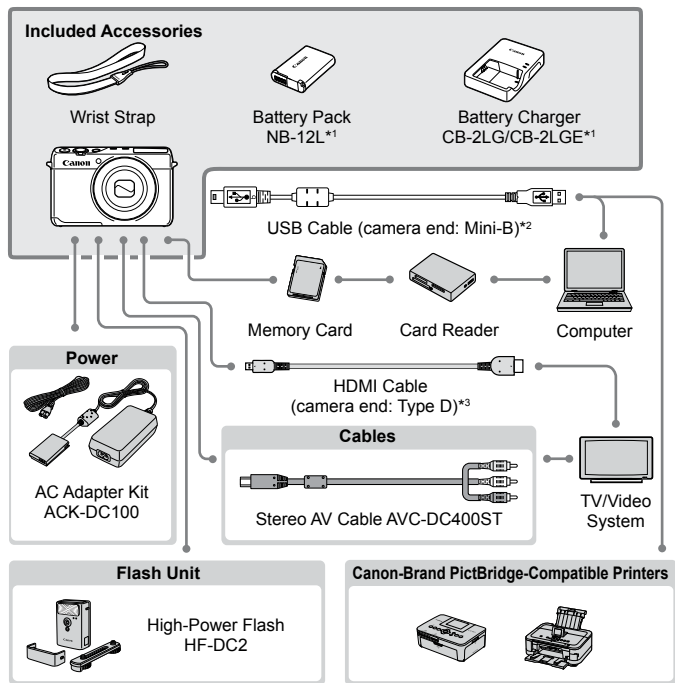 Included Accessories
Wrist Strap
Battery Pack
NB-12L*1
Battery Charger
CB-2LG/CB-2LGE*1
Canon
USB Cable (camera end: Mini-B)*2
Memory Card
Card Reader
Computer
Power
HDMI Cable
(camera end: Type D)*3
AC Adapter Kit
ACK-DC100
Cables
Stereo AV Cable AVC-DC400ST
TV/Video
System
Flash Unit
High-Power Flash
HF-DC2
Canon-Brand PictBridge-Compatible Printers